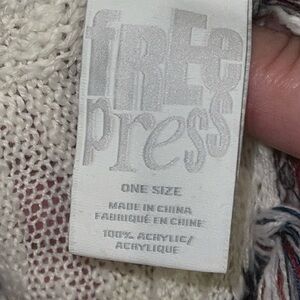 fREe
press
ONE SIZE
MADE IN CHINA
FABRIQUÉ EN CHINE
100% ACRYLIC/
ACRYLIQUE